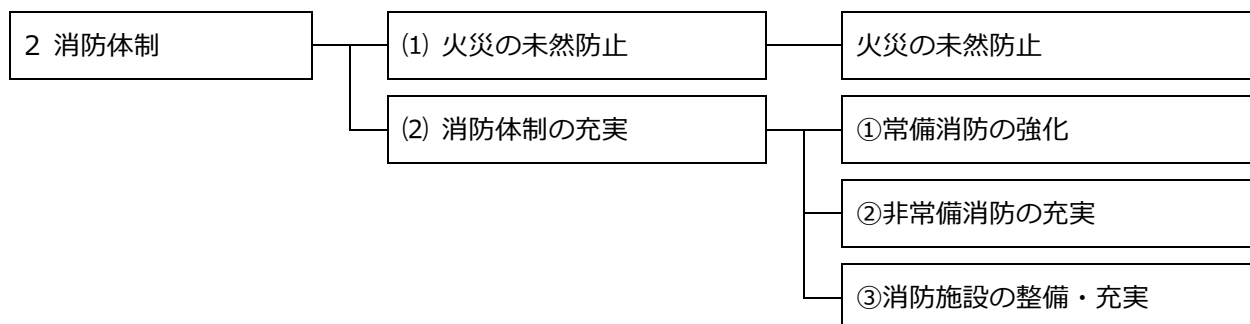 2 消防体制
⑴ 火災の未然防止
火災の未然防止
⑵ 消防体制の充実
①常備消防の強化
②非常備消防の充実
③消防施設の整備・充実